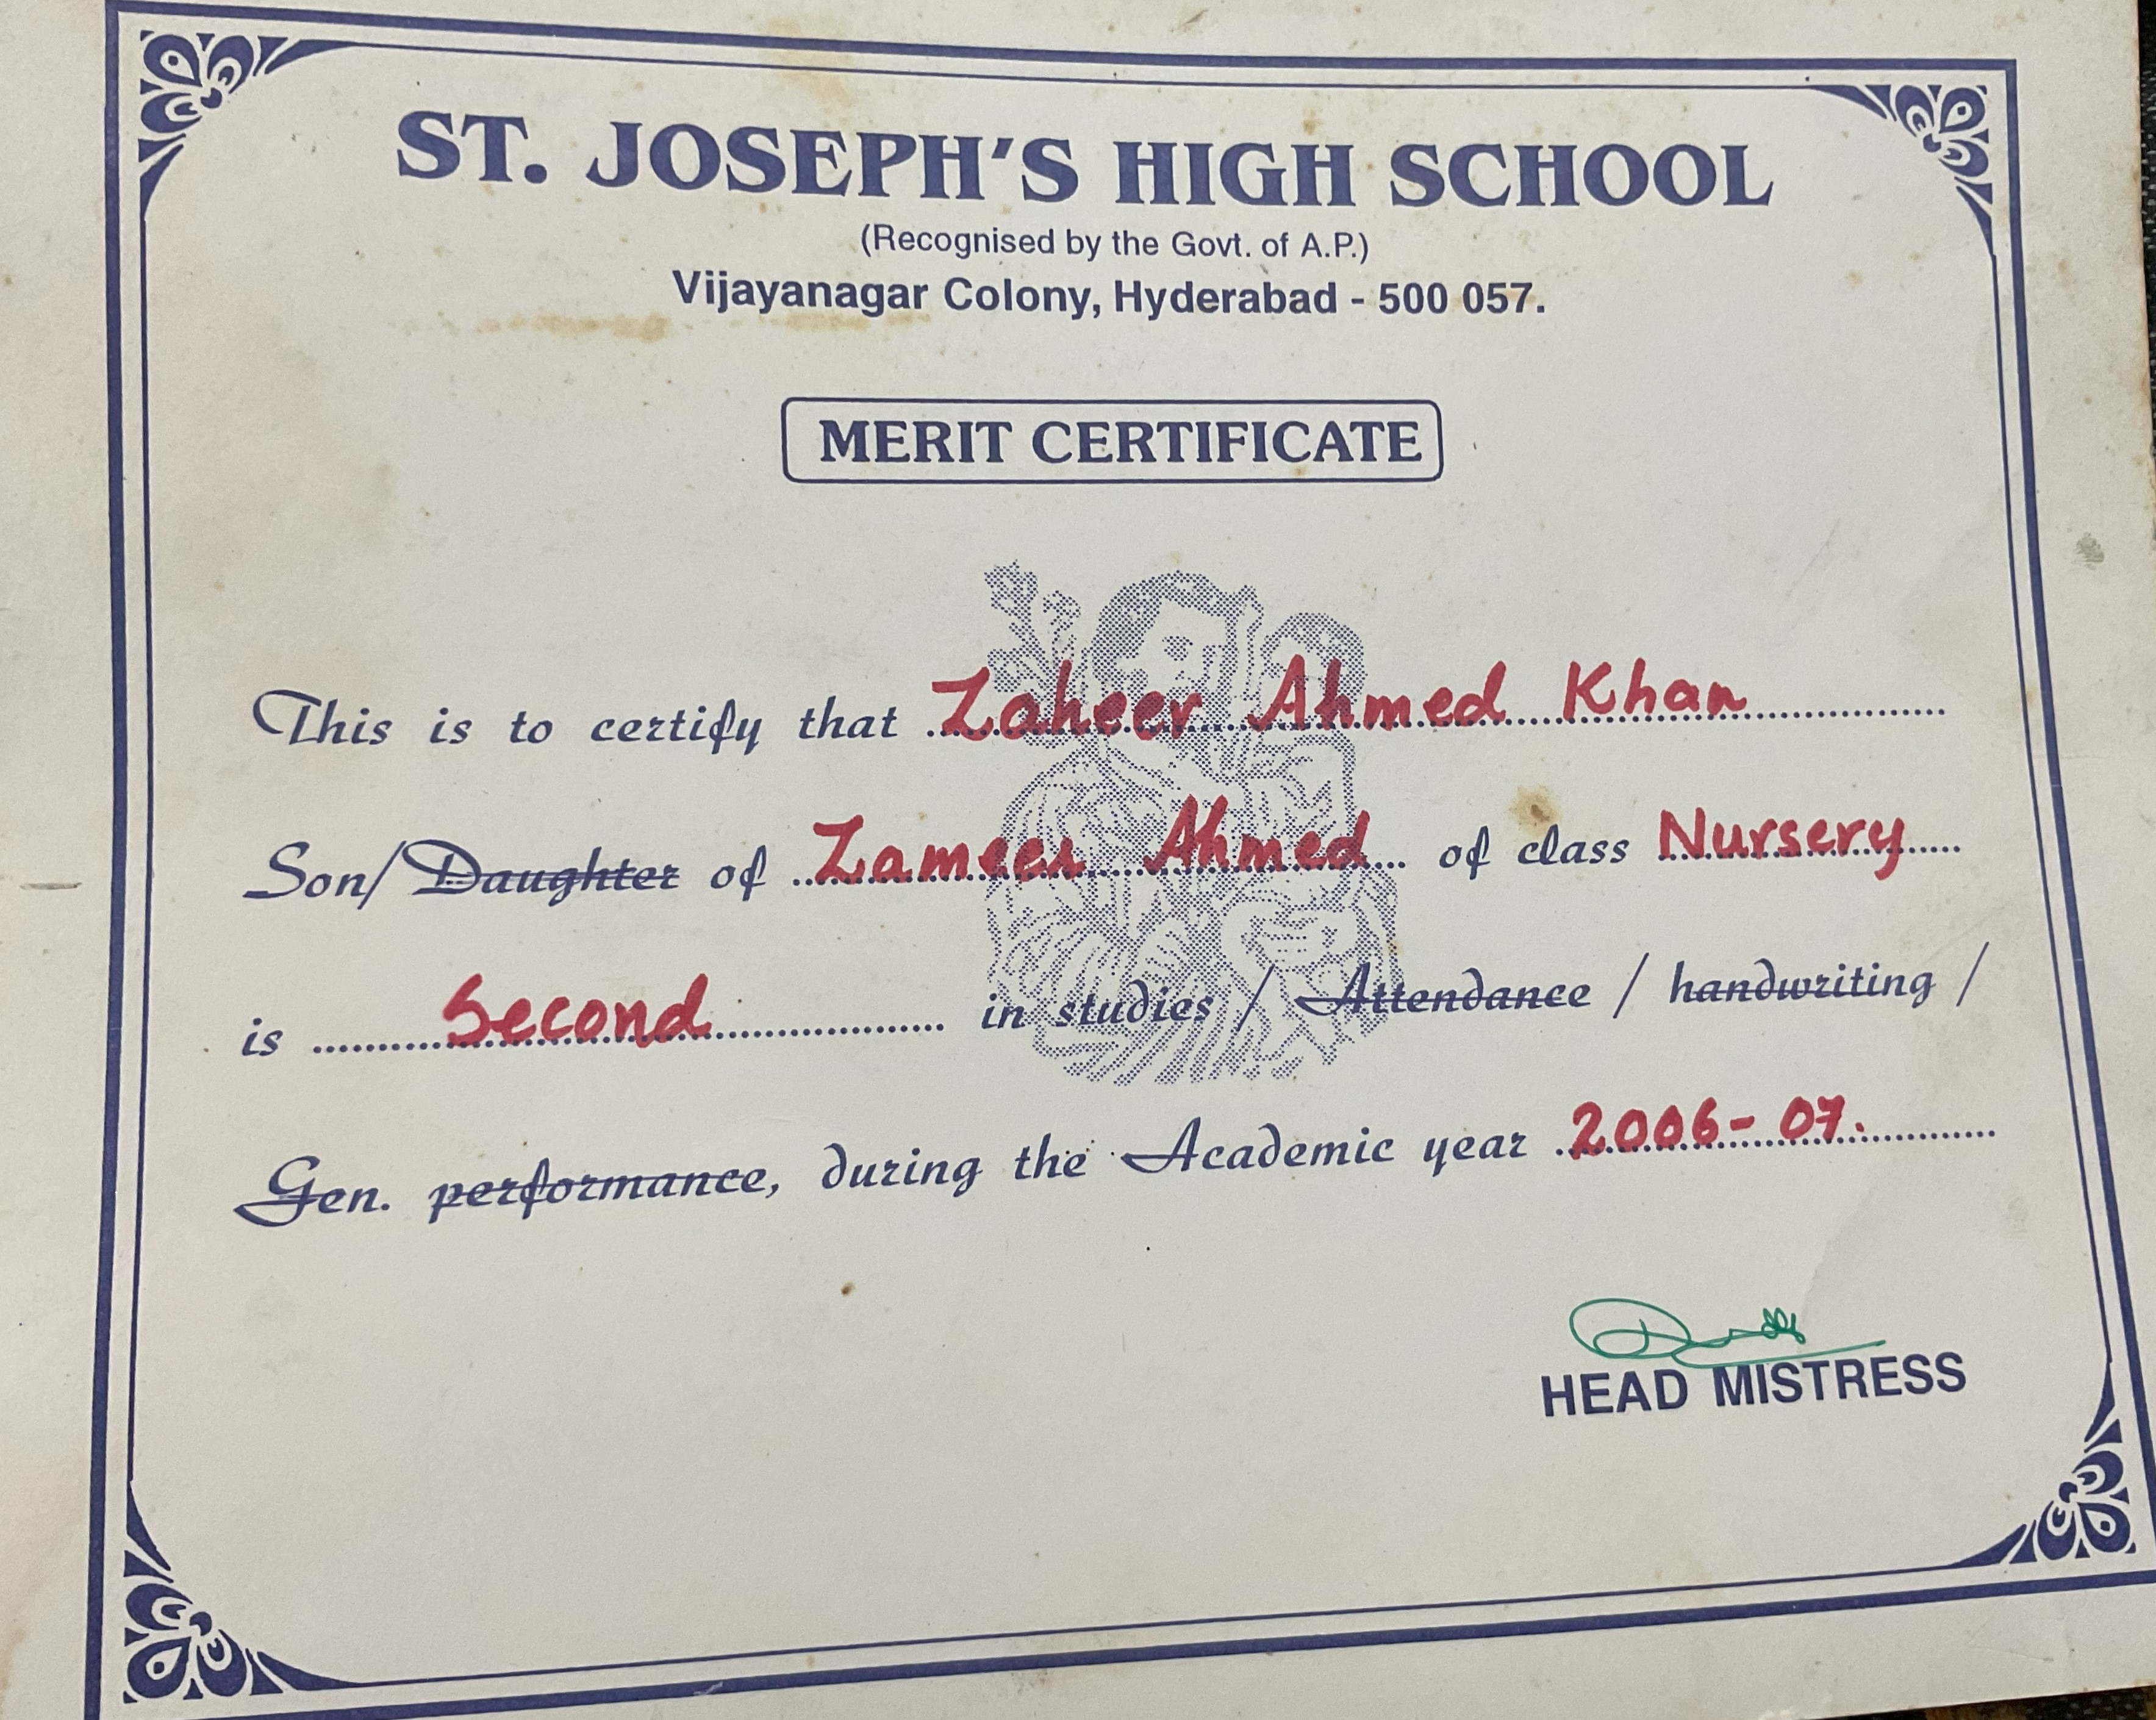 ST. JOSEPH'S HIGH SCHOOL
(Recognised by the Govt. of A.P.)
Vijayanagar Colony, Hyderabad - 500 057.
MERIT CERTIFICATE
This is to certify that Zaheer Ahmed Khan
Son/ Daughter of Zameer Ahmed of class Nursery
is Second in studies / Attendance / handwriting /
Gen. performance, during the Academic year 2006-07.
HEAD MISTRESS